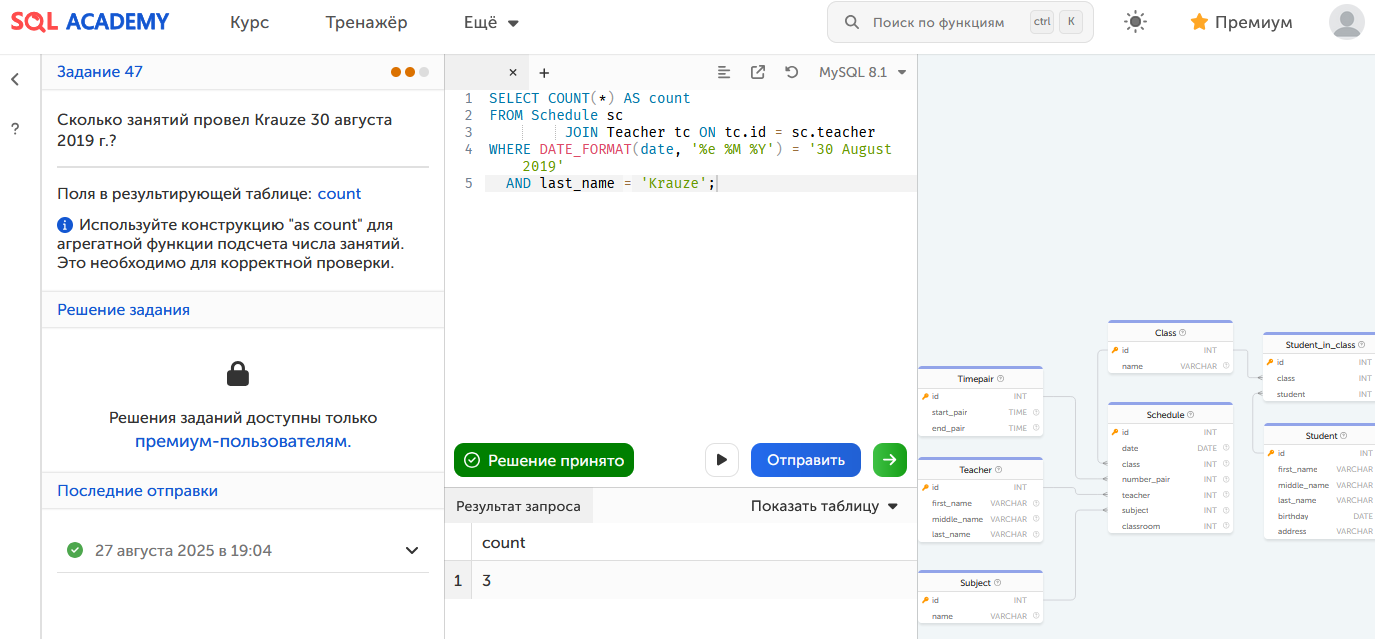 SQL ACADEMY
Курс
Тренажёр
Ещё
Поиск по функциям
ctrl
K
Премиум
Задание 47
Сколько занятий провел Krauze 30 августа
2019 г.?
Поля в результирующей таблице: count
Используйте конструкцию "as count" для
агрегатной функции подсчета числа занятий.
Это необходимо для корректной проверки.
Решение задания
Решения заданий доступны только
премиум-пользователям.
Последние отправки
27 августа 2025 в 19:04
MySQL 8.1
1 SELECT COUNT(*) AS count
2 FROM Schedule sc
3 JOIN Teacher tc ON tc.id = sc.teacher
4 WHERE DATE_FORMAT(date, '%e %M %Y') = '30 August
2019'
5 AND last_name = 'Krauze';
Решение принято
Отправить
Результат запроса
Показать таблицу
count
1 3
Timepair
id INT
start_pair TIME
end_pair TIME
Teacher
id INT
first_name VARCHAR
middle_name VARCHAR
last_name VARCHAR
Subject
id INT
name VARCHAR
Class
id INT
name VARCHAR
Schedule
id INT
date DATE
class INT
number_pair INT
teacher INT
subject INT
classroom INT
Student_in_class
id INT
class INT
student INT
Student
id INT
first_name VARCHAR
middle_name VARCHAR
last_name VARCHAR
birthday DATE
address VARCHAR